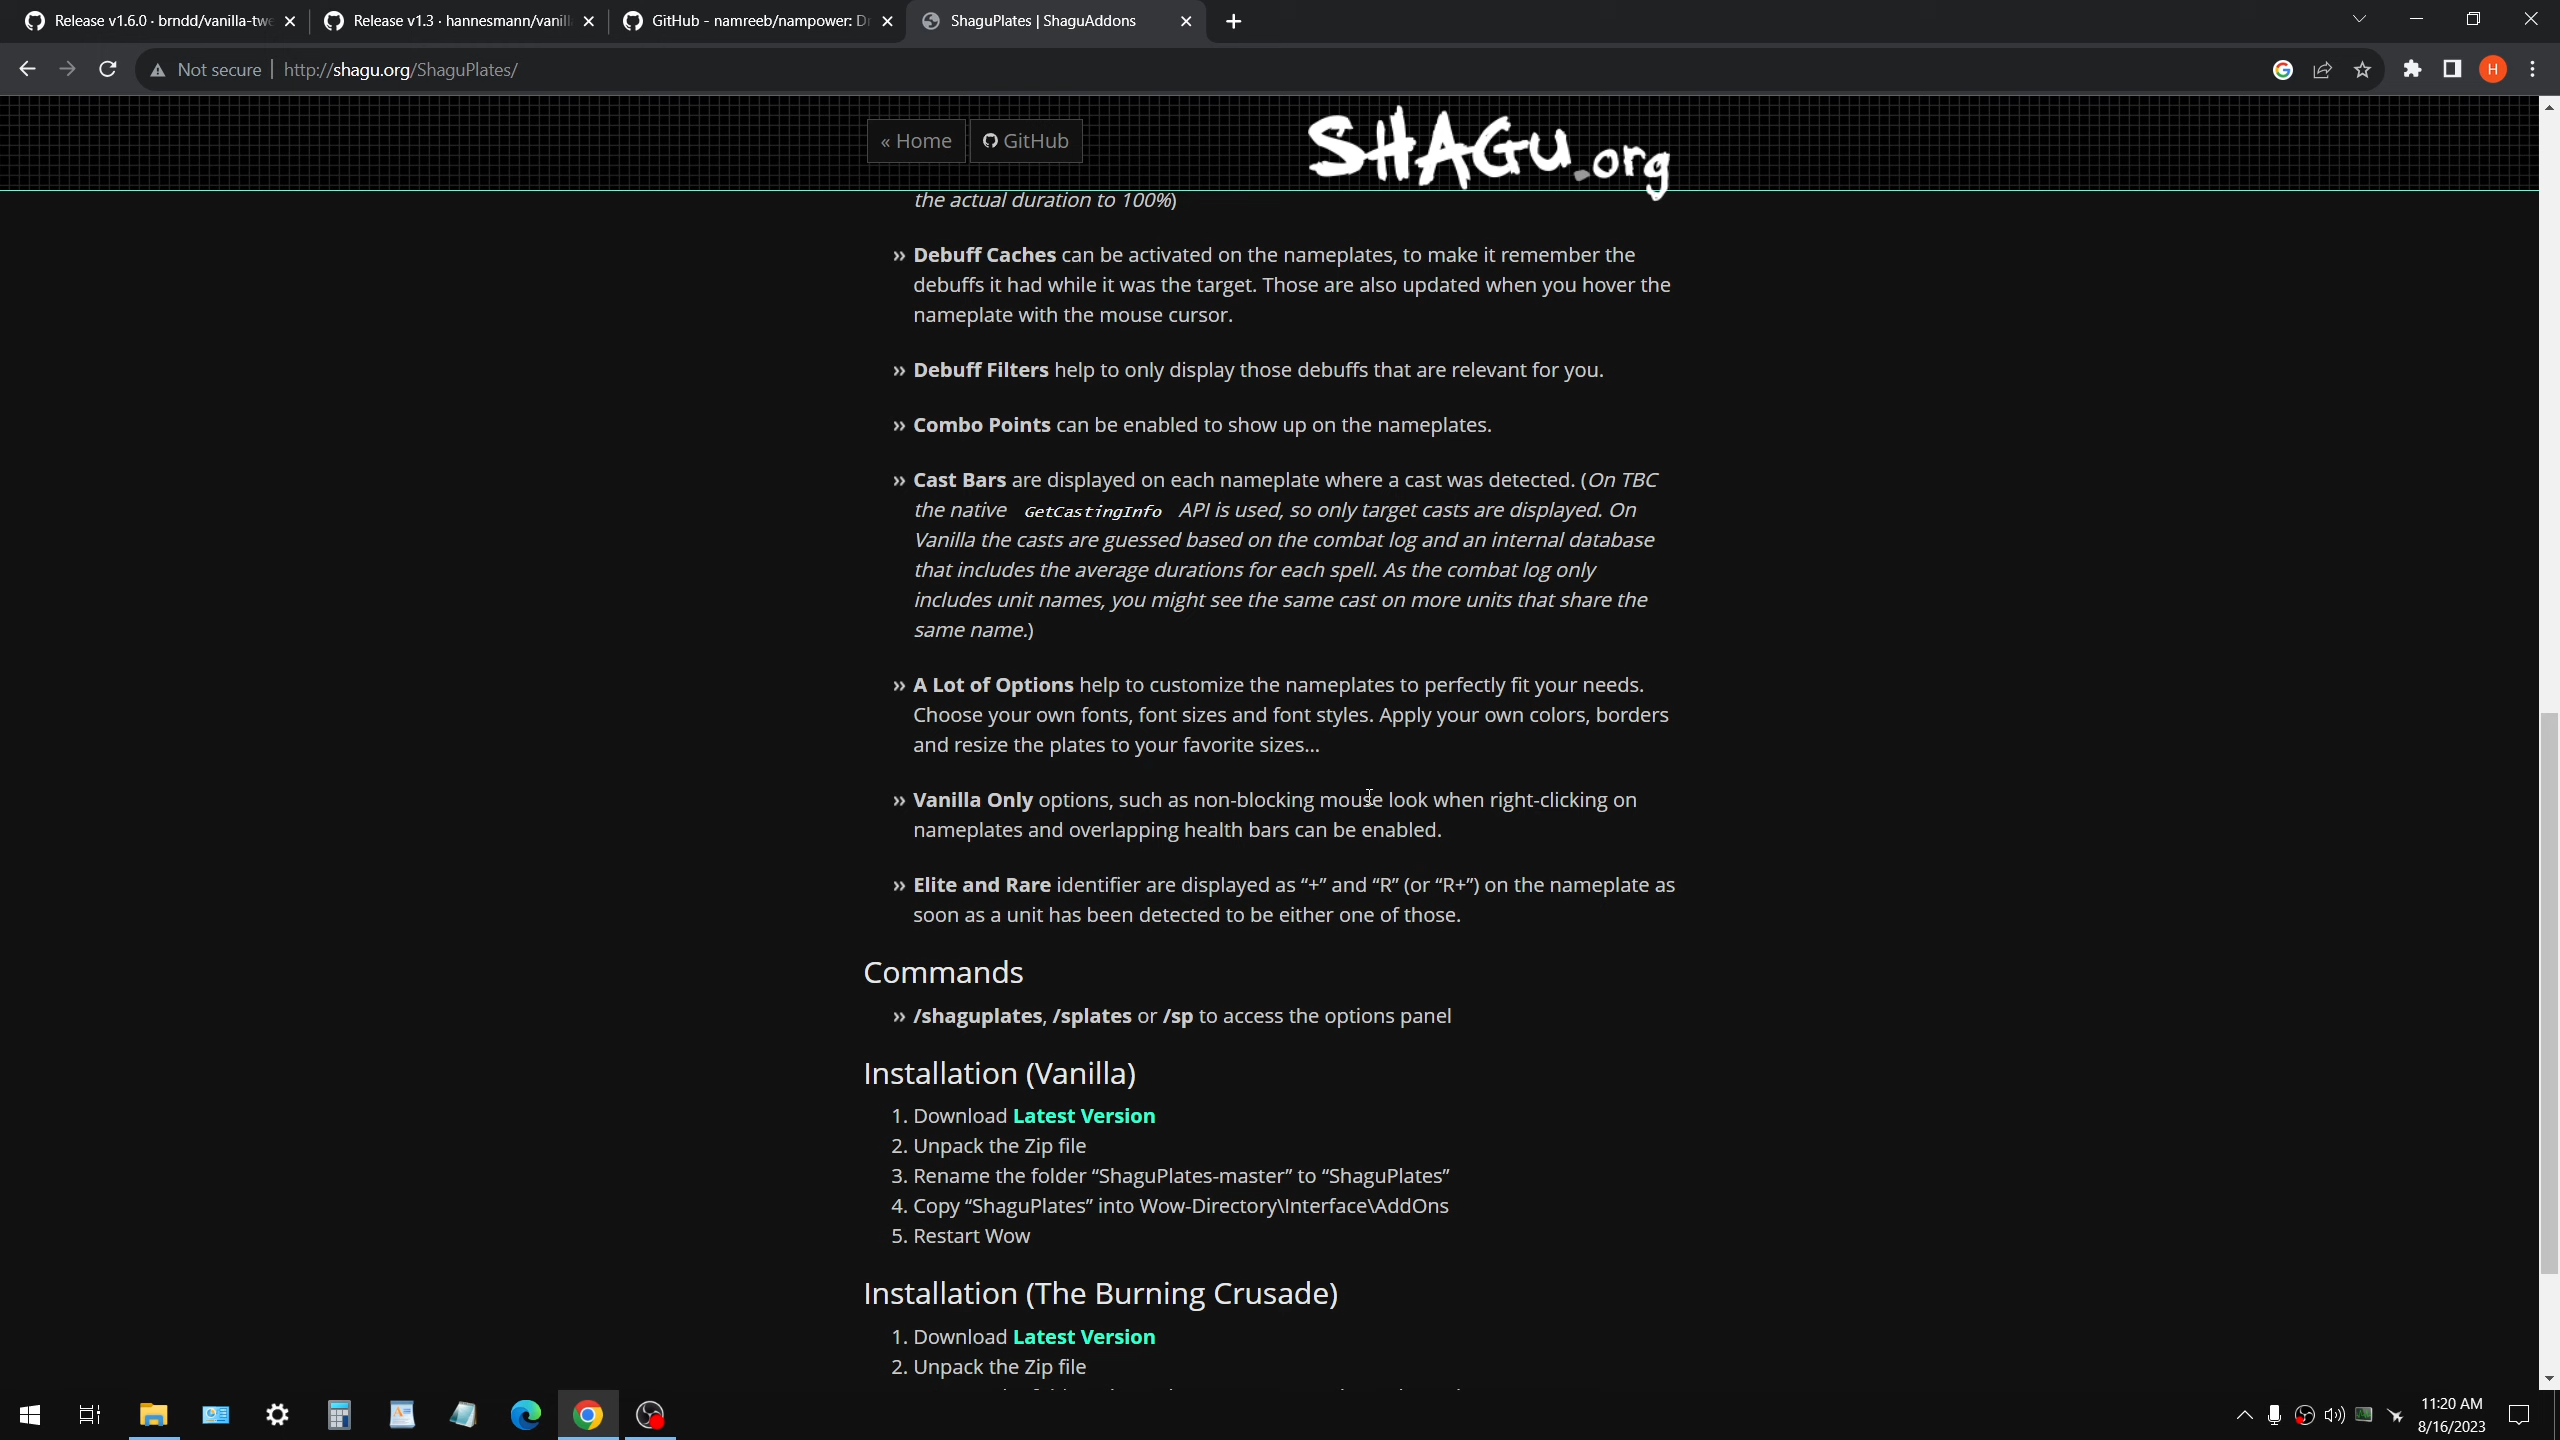 Release v1.6.0 · brndd/vanilla-twe
Release v1.3 · hannesmann/vanill
GitHub - namreeb/nampower: Dr
ShaguPlates | ShaguAddons
Not secure | http://shagu.org/ShaguPlates/
H
« Home
GitHub
SHAGU.org
the actual duration to 100%)
» Debuff Caches can be activated on the nameplates, to make it remember the
debuffs it had while it was the target. Those are also updated when you hover the
nameplate with the mouse cursor.
» Debuff Filters help to only display those debuffs that are relevant for you.
» Combo Points can be enabled to show up on the nameplates.
» Cast Bars are displayed on each nameplate where a cast was detected. (On TBC
the native GetCastingInfo API is used, so only target casts are displayed. On
Vanilla the casts are guessed based on the combat log and an internal database
that includes the average durations for each spell. As the combat log only
includes unit names, you might see the same cast on more units that share the
same name.)
» A Lot of Options help to customize the nameplates to perfectly fit your needs.
Choose your own fonts, font sizes and font styles. Apply your own colors, borders
and resize the plates to your favorite sizes…
» Vanilla Only options, such as non-blocking mouse look when right-clicking on
nameplates and overlapping health bars can be enabled.
» Elite and Rare identifier are displayed as “+” and “R” (or “R+”) on the nameplate as
soon as a unit has been detected to be either one of those.
Commands
» /shaguplates, /splates or /sp to access the options panel
Installation (Vanilla)
1. Download Latest Version
2. Unpack the Zip file
3. Rename the folder “ShaguPlates-master” to “ShaguPlates”
4. Copy “ShaguPlates” into Wow-Directory\Interface\AddOns
5. Restart Wow
Installation (The Burning Crusade)
1. Download Latest Version
2. Unpack the Zip file
11:20 AM
8/16/2023